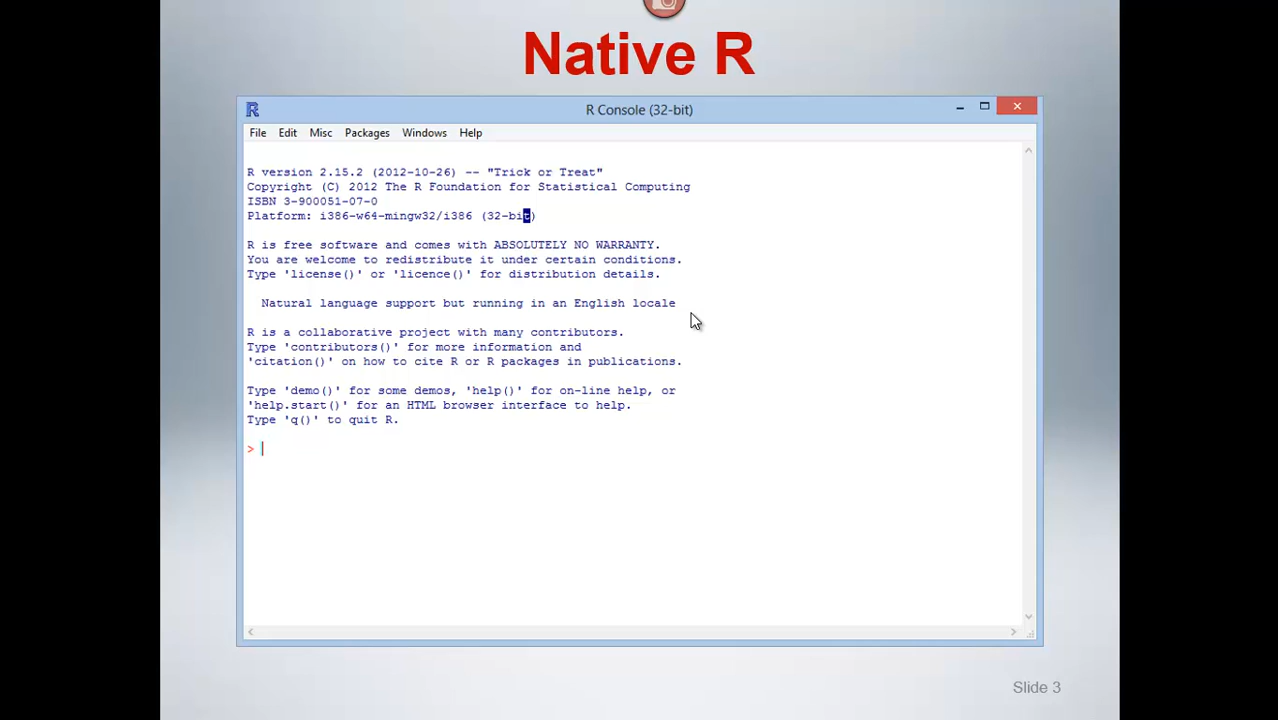 Native R
R Console (32-bit)
File Edit Misc Packages Windows Help
R version 2.15.2 (2012-10-26) -- "Trick or Treat"
Copyright (C) 2012 The R Foundation for Statistical Computing
ISBN 3-900051-07-0
Platform: i386-w64-mingw32/i386 (32-bit)
R is free software and comes with ABSOLUTELY NO WARRANTY.
You are welcome to redistribute it under certain conditions.
Type 'license()' or 'licence()' for distribution details.
Natural language support but running in an English locale
R is a collaborative project with many contributors.
Type 'contributors()' for more information and
'citation()' on how to cite R or R packages in publications.
Type 'demo()' for some demos, 'help()' for on-line help, or
'help.start()' for an HTML browser interface to help.
Type 'q()' to quit R.
>
Slide 3